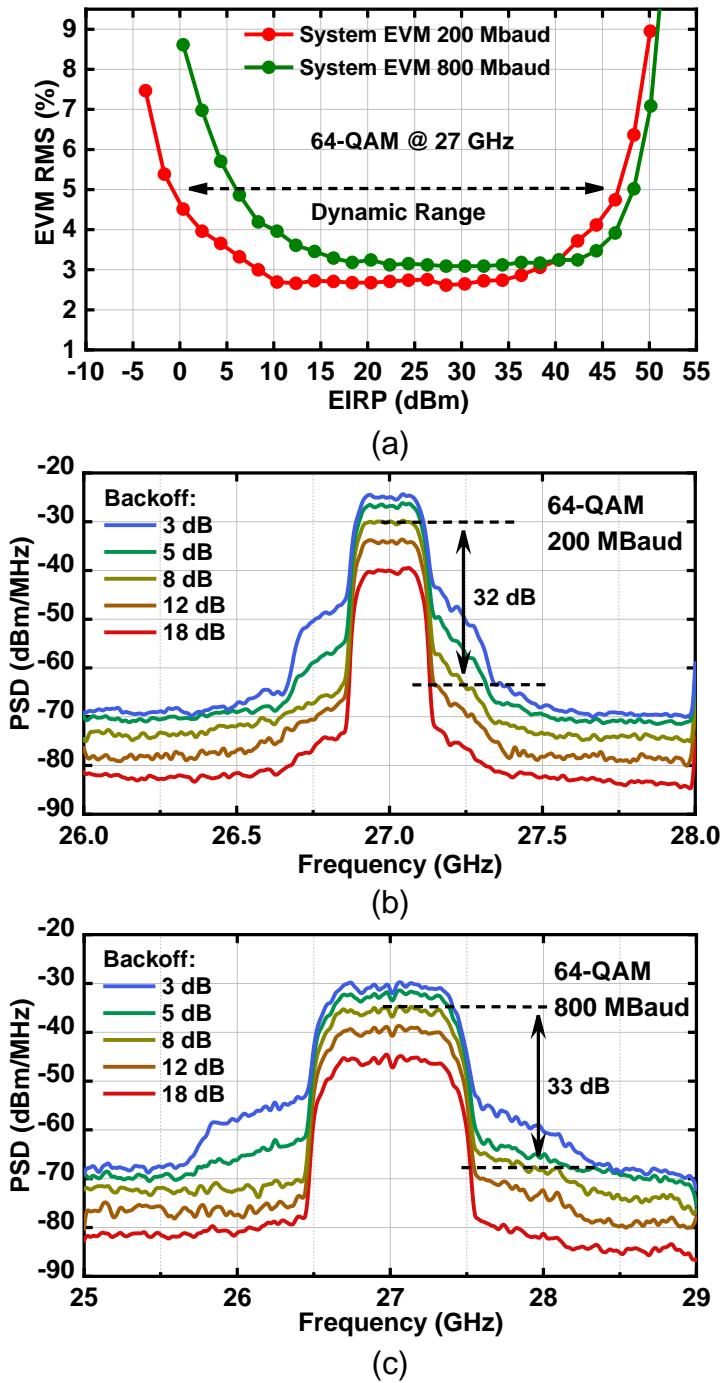 System EVM 200 Mbaud
System EVM 800 Mbaud
64-QAM @ 27 GHz
Dynamic Range
EVM RMS (%)
9
8
7
6
5
4
3
2
1
-10 -5 0 5 10 15 20 25 30 35 40 45 50 55
EIRP (dBm)
(a)
Backoff:
3 dB
5 dB
8 dB
12 dB
18 dB
64-QAM
200 MBaud
32 dB
PSD (dBm/MHz)
-20
-30
-40
-50
-60
-70
-80
-90
26.0 26.5 27.0 27.5 28.0
Frequency (GHz)
(b)
Backoff:
3 dB
5 dB
8 dB
12 dB
18 dB
64-QAM
800 MBaud
33 dB
PSD (dBm/MHz)
-20
-30
-40
-50
-60
-70
-80
-90
25 26 27 28 29
Frequency (GHz)
(c)